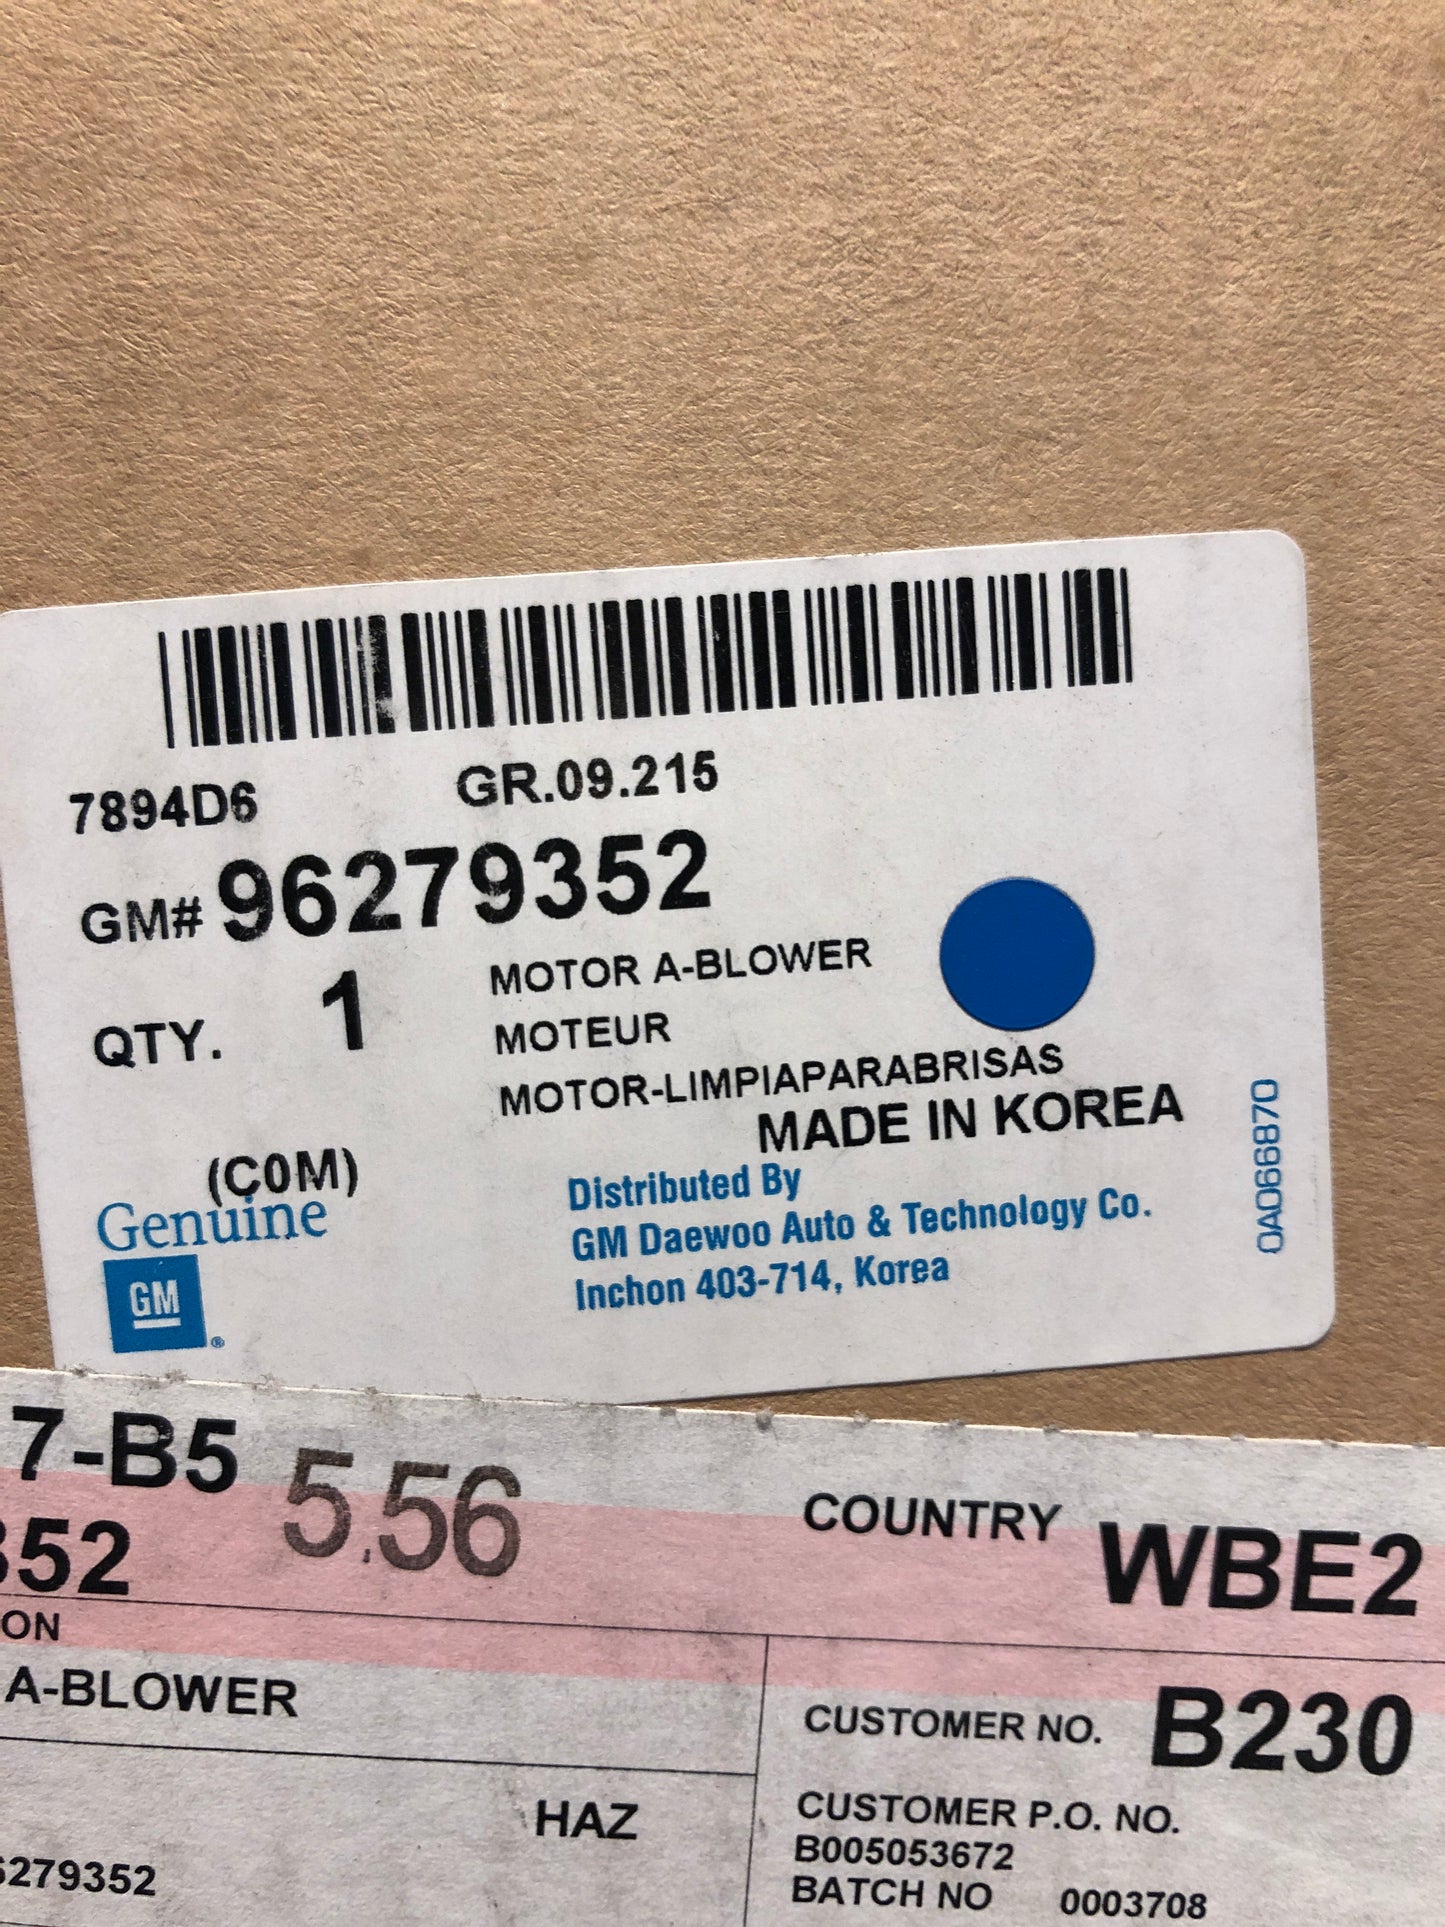 7894D6 GR.09.215
GM# 96279352
QTY. 1 MOTOR A-BLOWER
MOTEUR
MOTOR-LIMPIAPARABRISAS
MADE IN KOREA
(C0M)
Genuine
GM
®
Distributed By
GM Daewoo Auto & Technology Co.
Inchon 403-714, Korea
0AD66870
7-B5 5.56
COUNTRY WBE2
352
ON
A-BLOWER
CUSTOMER NO. B230
HAZ
CUSTOMER P.O. NO.
B005053672
6279352
BATCH NO 0003708